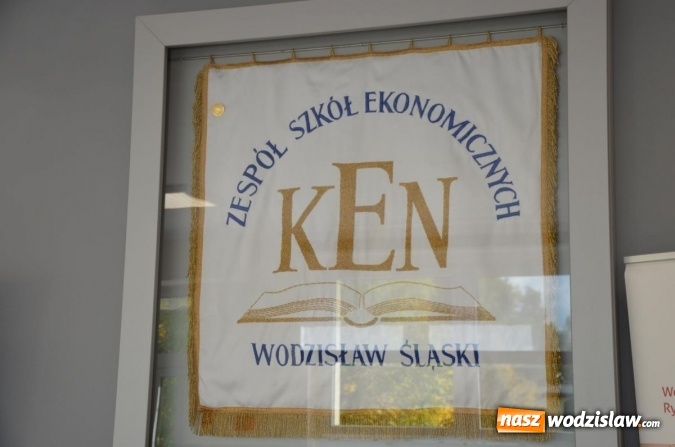 ZESPÓŁ SZKÓŁ EKONOMICZNYCH
KEN
WODZISŁAW ŚLĄSKI
nasz wodzislaw.com